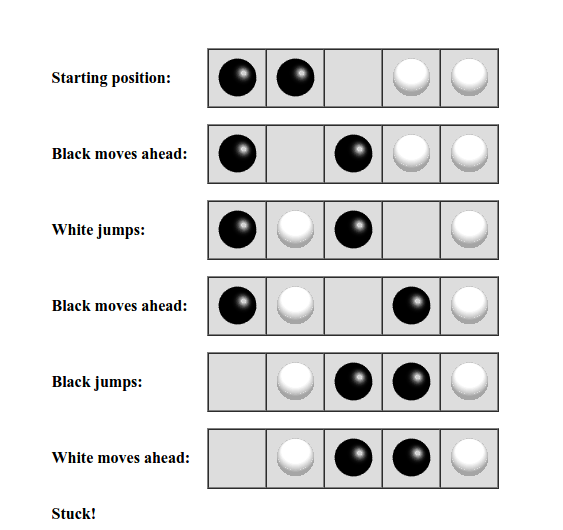 Starting position:
Black moves ahead:
White jumps:
Black moves ahead:
Black jumps:
White moves ahead:
Stuck!